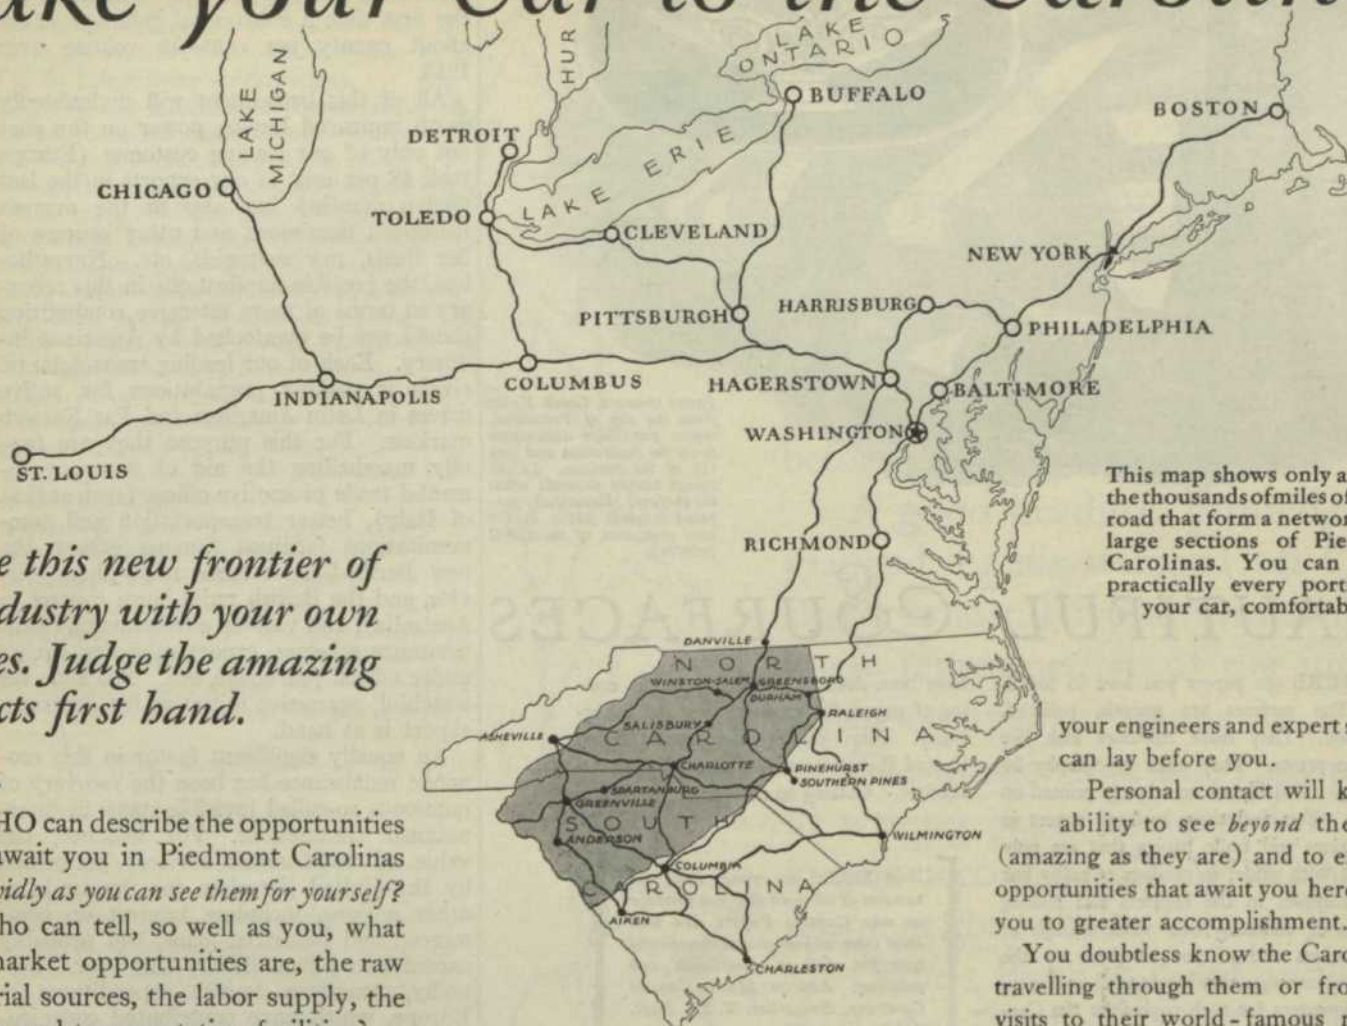 your Car to the
LAKE ONTARIO
HUR
LAKE MICHIGAN
BUFFALO
BOSTON
DETROIT
LAKE ERIE
CHICAGO
TOLEDO
CLEVELAND
NEW YORK
PITTSBURGH
HARRISBURG
PHILADELPHIA
COLUMBUS
HAGERSTOWN
BALTIMORE
INDIANAPOLIS
WASHINGTON
ST. LOUIS
RICHMOND
This map shows only a
the thousands of miles of
road that form a networ
large sections of Pie
Carolinas. You can
practically every port
your car, comfortab
e this new frontier of
dustry with your own
es. Judge the amazing
cts first hand.
DANVILLE
NORTH
WINSTON-SALEM
GREENSBORO
DURHAM
RALEIGH
SALISBURY
ASHEVILLE
CAROLINA
CHARLOTTE
PINEHURST
SOUTHERN PINES
SPARTANBURG
GREENVILLE
SOUTH
ANDERSON
WILMINGTON
COLUMBIA
CAROLINA
AIKEN
CHARLESTON
HO can describe the opportunities
await you in Piedmont Carolinas
vidly as you can see them for yourself?
ho can tell, so well as you, what
market opportunities are, the raw
rial sources, the labor supply, the
your engineers and expert s
can lay before you.
Personal contact will k
ability to see beyond the
(amazing as they are) and to e
opportunities that await you here
you to greater accomplishment.
You doubtless know the Caro
travelling through them or fro
visits to their world-famous r